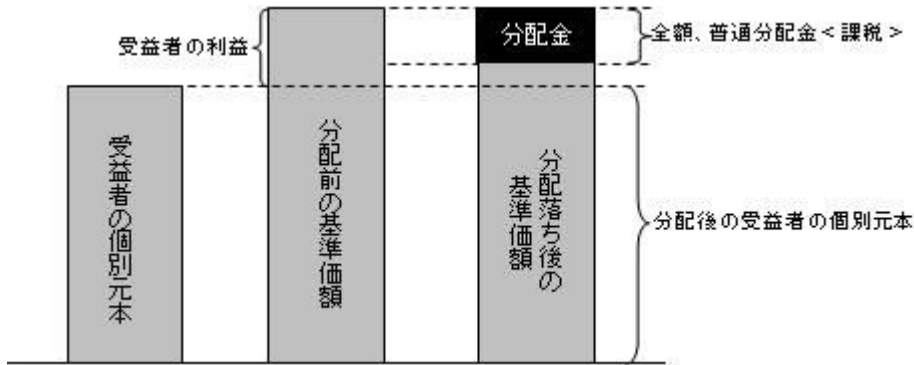 受益者の利益
分配金
全額、普通分配金<課税>
受益者の個別元本
分配前の基準価額
分配落ち後の
基準価額
分配後の受益者の個別元本